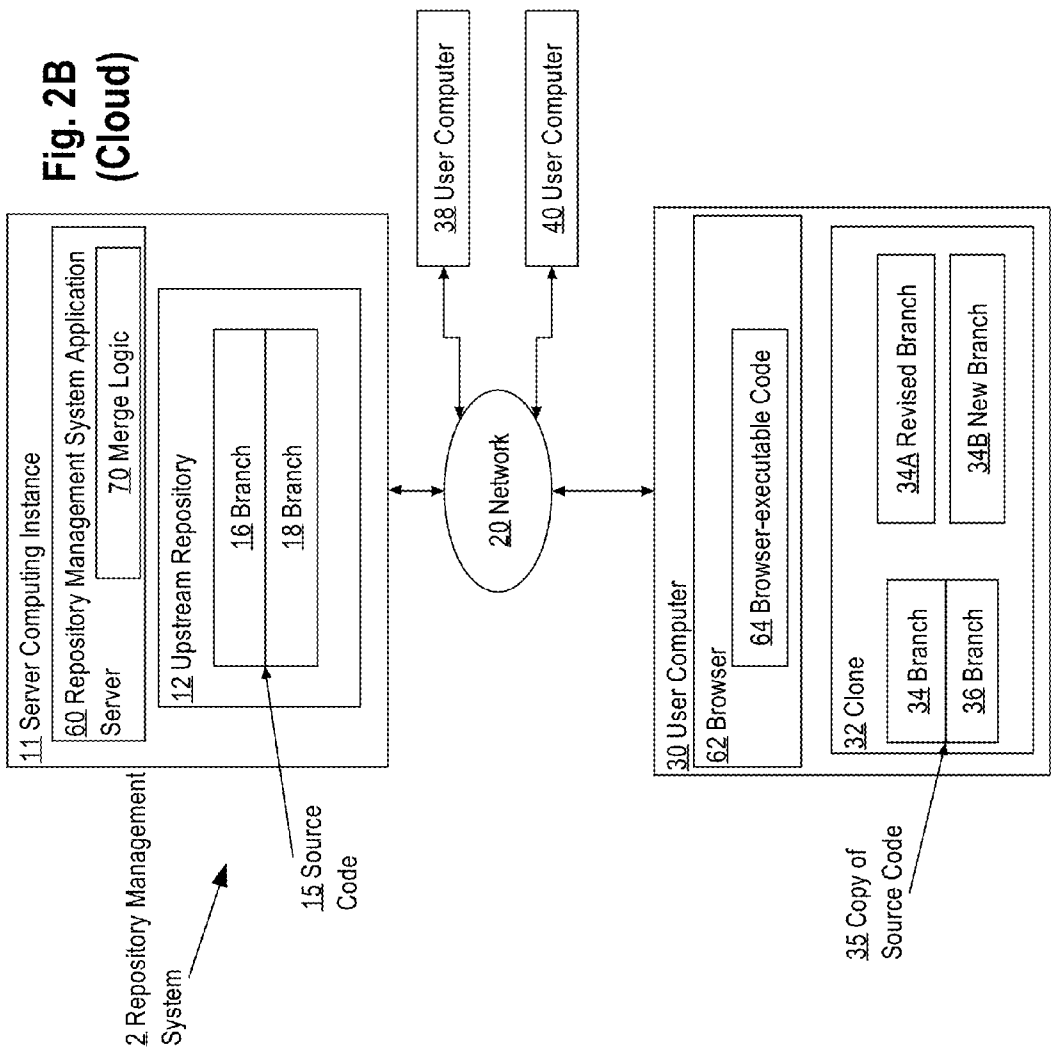 Fig. 2B
(Cloud)
2 Repository Management
System
11 Server Computing Instance
60 Repository Management System Application
Server
70 Merge Logic
12 Upstream Repository
16 Branch
18 Branch
15 Source
Code
20 Network
38 User Computer
40 User Computer
30 User Computer
62 Browser
64 Browser-executable Code
32 Clone
34 Branch
36 Branch
34A Revised Branch
34B New Branch
35 Copy of
Source Code